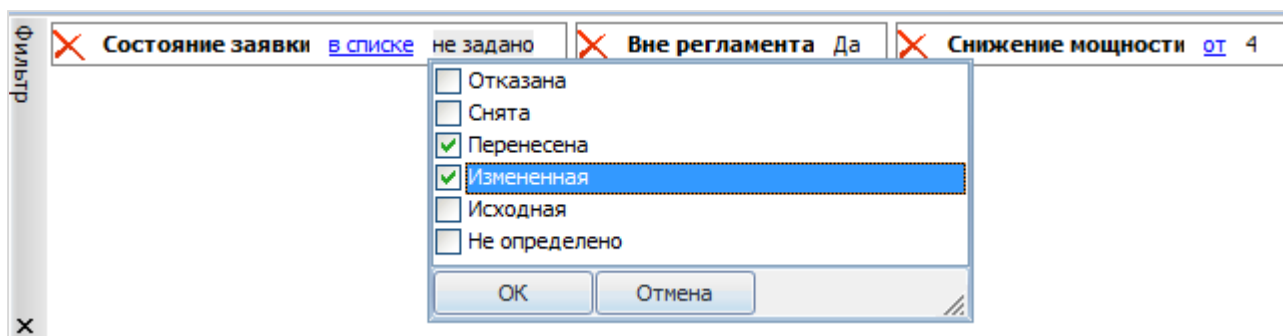 Фильтр
Состояние заявки в списке не задано Вне регламента Да Снижение мощности от 4
Отказана
Снята
Перенесена
Измененная
Исходная
Не определено
ОК Отмена